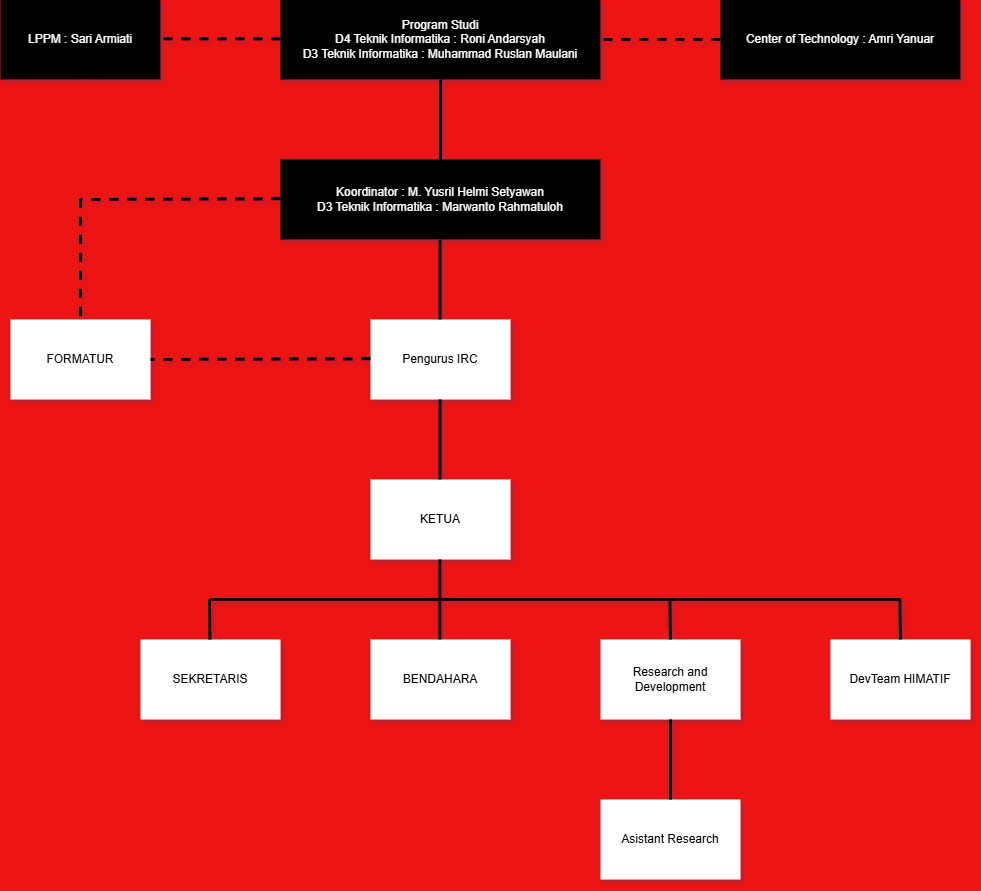 LPPM : Sari Armiati
Program Studi
D4 Teknik Informatika : Roni Andarsyah
D3 Teknik Informatika : Muhammad Ruslan Maulani
Center of Technology : Amri Yanuar
Koordinator : M. Yusril Helmi Setyawan
D3 Teknik Informatika : Marwanto Rahmatuloh
FORMATUR
Pengurus IRC
KETUA
SEKRETARIS
BENDAHARA
Research and
Development
DevTeam HIMATIF
Asistant Research